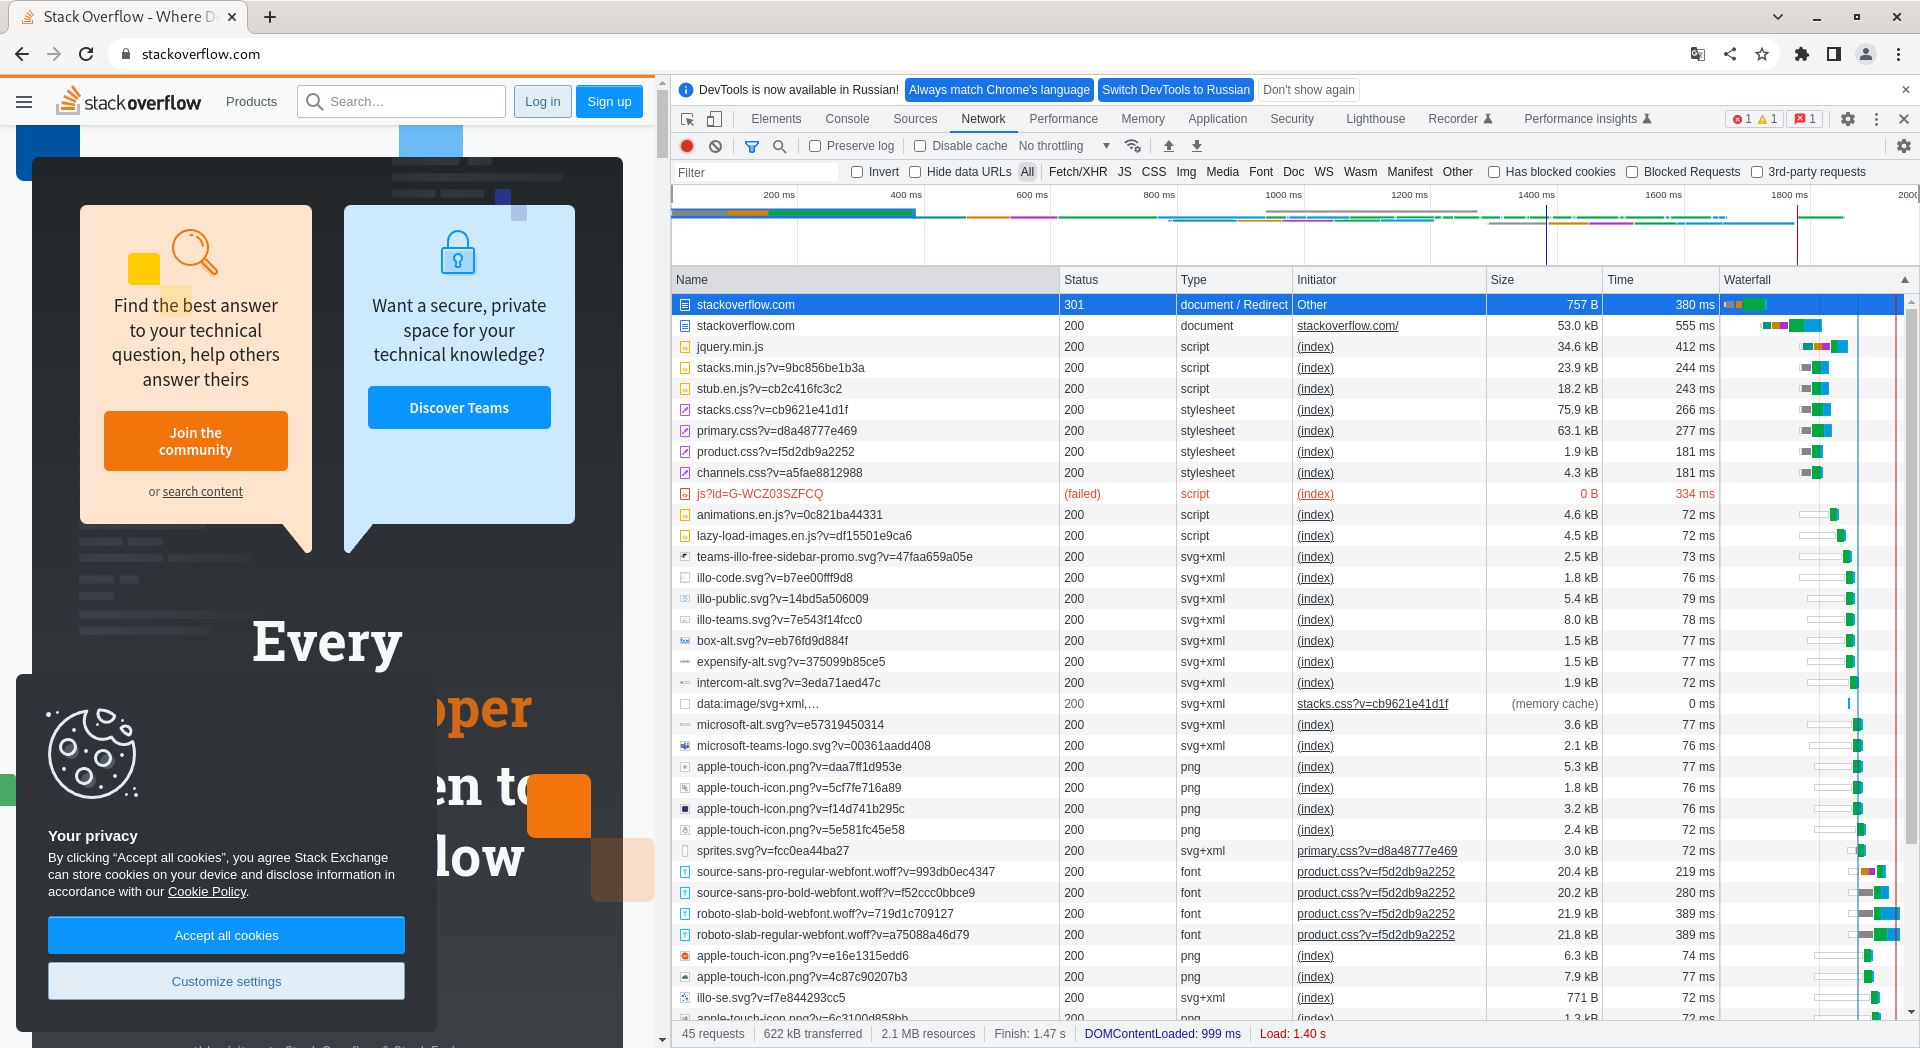 Stack Overflow - Where D
stackoverflow.com
stackoverflow
Products
Search…
Log in
Sign up
Find the best answer
to your technical
question, help others
answer theirs
Join the
community
or search content
Want a secure, private
space for your
technical knowledge?
Discover Teams
Every
oper
en to
low
Your privacy
By clicking “Accept all cookies”, you agree Stack Exchange
can store cookies on your device and disclose information in
accordance with our Cookie Policy.
Accept all cookies
Customize settings
DevTools is now available in Russian! Always match Chrome's language Switch DevTools to Russian Don't show again
Elements Console Sources Network Performance Memory Application Security Lighthouse Recorder Performance insights 1 1 1
Preserve log Disable cache No throttling
Filter Invert Hide data URLs All Fetch/XHR JS CSS Img Media Font Doc WS Wasm Manifest Other Has blocked cookies Blocked Requests 3rd-party requests
200 ms 400 ms 600 ms 800 ms 1000 ms 1200 ms 1400 ms 1600 ms 1800 ms 2000
Name Status Type Initiator Size Time Waterfall
stackoverflow.com 301 document / Redirect Other 757 B 380 ms
stackoverflow.com 200 document stackoverflow.com/ 53.0 kB 555 ms
jquery.min.js 200 script (index) 34.6 kB 412 ms
stacks.min.js?v=9bc856be1b3a 200 script (index) 23.9 kB 244 ms
stub.en.js?v=cb2c416fc3c2 200 script (index) 18.2 kB 243 ms
stacks.css?v=cb9621e41d1f 200 stylesheet (index) 75.9 kB 266 ms
primary.css?v=d8a48777e469 200 stylesheet (index) 63.1 kB 277 ms
product.css?v=f5d2db9a2252 200 stylesheet (index) 1.9 kB 181 ms
channels.css?v=a5fae8812988 200 stylesheet (index) 4.3 kB 181 ms
js?id=G-WCZ03SZFCQ (failed) script (index) 0 B 334 ms
animations.en.js?v=0c821ba44331 200 script (index) 4.6 kB 72 ms
lazy-load-images.en.js?v=df15501e9ca6 200 script (index) 4.5 kB 72 ms
teams-illo-free-sidebar-promo.svg?v=47faa659a05e 200 svg+xml (index) 2.5 kB 73 ms
illo-code.svg?v=b7ee00fff9d8 200 svg+xml (index) 1.8 kB 76 ms
illo-public.svg?v=14bd5a506009 200 svg+xml (index) 5.4 kB 79 ms
illo-teams.svg?v=7e543f14fcc0 200 svg+xml (index) 8.0 kB 78 ms
box-alt.svg?v=eb76fd9d884f 200 svg+xml (index) 1.5 kB 77 ms
expensify-alt.svg?v=375099b85ce5 200 svg+xml (index) 1.5 kB 77 ms
intercom-alt.svg?v=3eda71aed47c 200 svg+xml (index) 1.9 kB 72 ms
data:image/svg+xml,… 200 svg+xml stacks.css?v=cb9621e41d1f (memory cache) 0 ms
microsoft-alt.svg?v=e57319450314 200 svg+xml (index) 3.6 kB 77 ms
microsoft-teams-logo.svg?v=00361aadd408 200 svg+xml (index) 2.1 kB 76 ms
apple-touch-icon.png?v=daa7ff1d953e 200 png (index) 5.3 kB 77 ms
apple-touch-icon.png?v=5cf7fe716a89 200 png (index) 1.8 kB 76 ms
apple-touch-icon.png?v=f14d741b295c 200 png (index) 3.2 kB 76 ms
apple-touch-icon.png?v=5e581fc45e58 200 png (index) 2.4 kB 72 ms
sprites.svg?v=fcc0ea44ba27 200 svg+xml primary.css?v=d8a48777e469 3.0 kB 72 ms
source-sans-pro-regular-webfont.woff?v=993db0ec4347 200 font product.css?v=f5d2db9a2252 20.4 kB 219 ms
source-sans-pro-bold-webfont.woff?v=f52ccc0bbce9 200 font product.css?v=f5d2db9a2252 20.2 kB 280 ms
roboto-slab-bold-webfont.woff?v=719d1c709127 200 font product.css?v=f5d2db9a2252 21.9 kB 389 ms
roboto-slab-regular-webfont.woff?v=a75088a46d79 200 font product.css?v=f5d2db9a2252 21.8 kB 389 ms
apple-touch-icon.png?v=e16e1315edd6 200 png (index) 6.3 kB 74 ms
apple-touch-icon.png?v=4c87c90207b3 200 png (index) 7.9 kB 77 ms
illo-se.svg?v=f7e844293cc5 200 svg+xml (index) 771 B 72 ms
apple-touch-icon.png?v=6c3100d858bb 200 png (index) 1.3 kB 72 ms
45 requests 622 kB transferred 2.1 MB resources Finish: 1.47 s DOMContentLoaded: 999 ms Load: 1.40 s